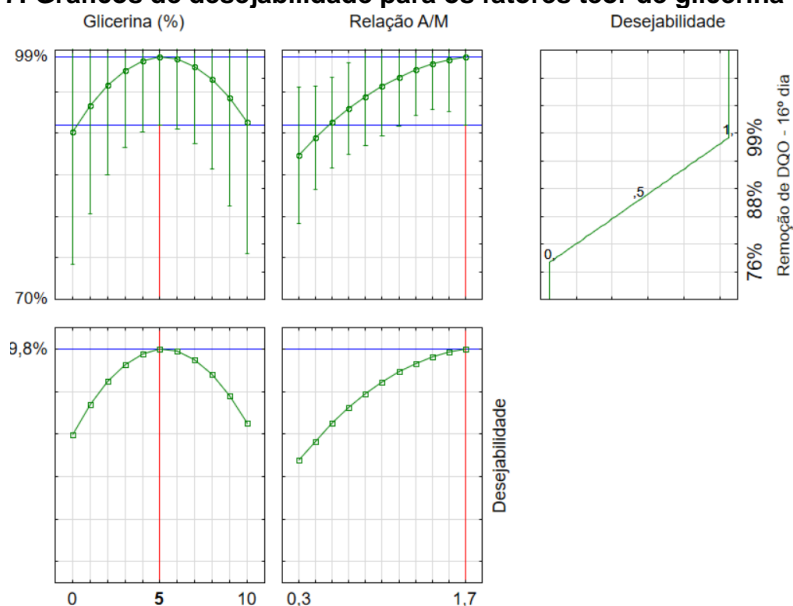 7. Gráficos de desejabilidade para os fatores teor de glicerina
Glicerina (%) Relação A/M Desejabilidade
99%
70%
1,
,5
0,
99%
88%
76%
Remoção de DQO - 16º dia
9,8%
Desejabilidade
0 5 10 0,3 1,7